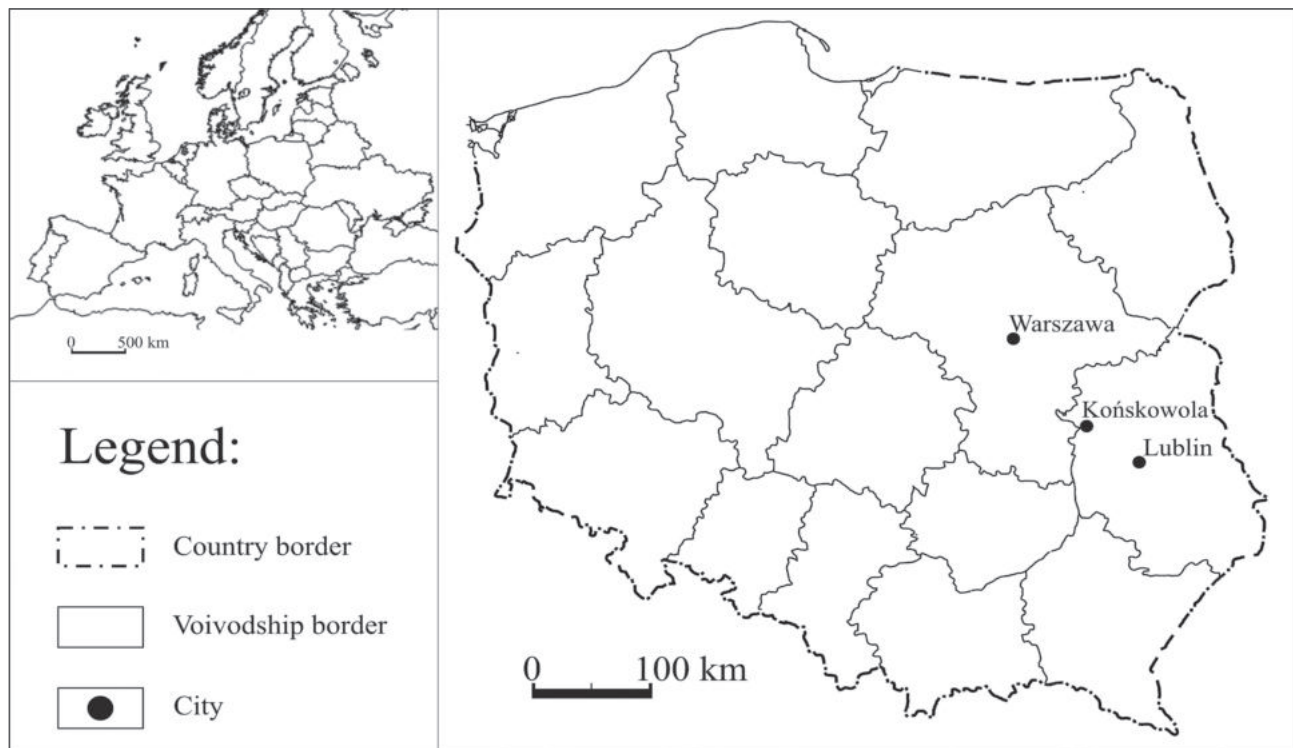 0 500 km
Legend:
Country border
Voivodship border
City
Warszawa
Końskowola
Lublin
0 100 km